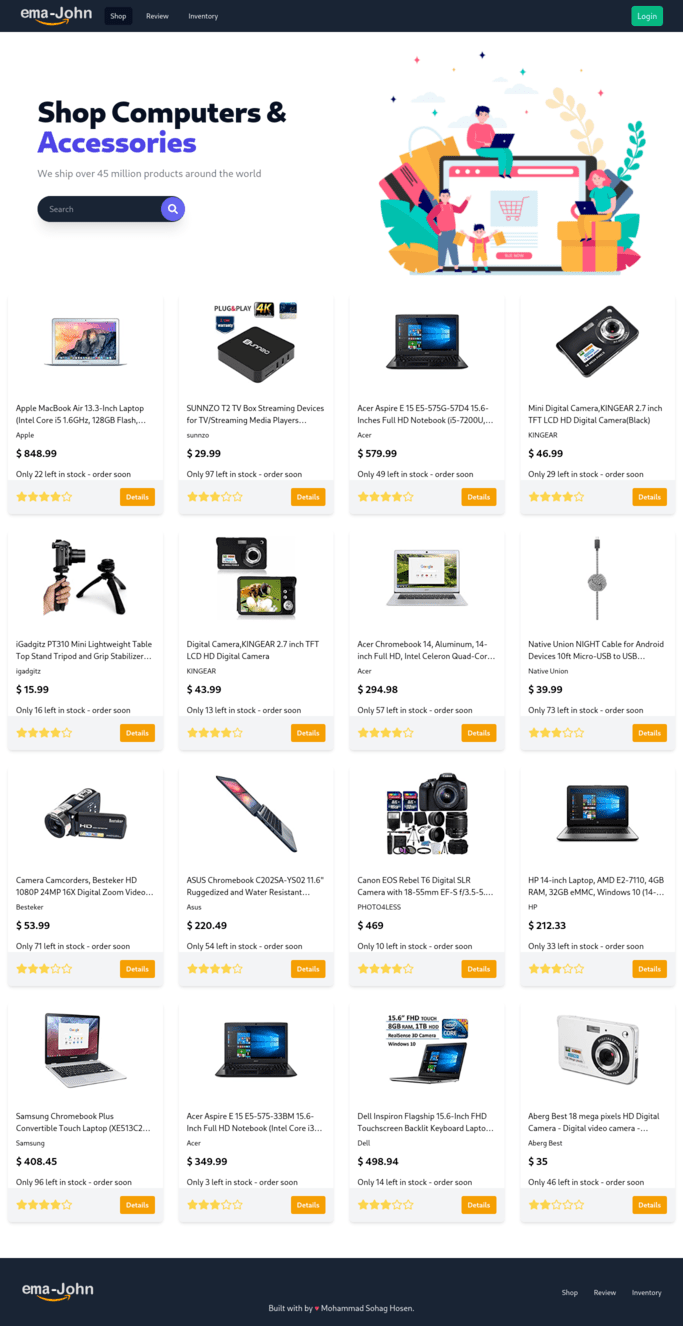 ema-John
Shop Review Inventory Login
Shop Computers &
Accessories
We ship over 45 million products around the world
Search
PLUG&PLAY 4K
Apple MacBook Air 13.3-Inch Laptop
(Intel Core i5 1.6GHz, 128GB Flash,...
Apple
$ 848.99
Only 22 left in stock - order soon
Details
SUNNZO T2 TV Box Streaming Devices
for TV/Streaming Media Players...
sunnzo
$ 29.99
Only 97 left in stock - order soon
Details
Acer Aspire E 15 E5-575G-57D4 15.6-
Inches Full HD Notebook (i5-7200U,...
Acer
$ 579.99
Only 49 left in stock - order soon
Details
Mini Digital Camera,KINGEAR 2.7 inch
TFT LCD HD Digital Camera(Black)
KINGEAR
$ 46.99
Only 29 left in stock - order soon
Details
iGadgitz PT310 Mini Lightweight Table
Top Stand Tripod and Grip Stabilizer...
igadgitz
$ 15.99
Only 16 left in stock - order soon
Details
Digital Camera,KINGEAR 2.7 inch TFT
LCD HD Digital Camera
KINGEAR
$ 43.99
Only 13 left in stock - order soon
Details
Acer Chromebook 14, Aluminum, 14-
inch Full HD, Intel Celeron Quad-Cor...
Acer
$ 294.98
Only 57 left in stock - order soon
Details
Native Union NIGHT Cable for Android
Devices 10ft Micro-USB to USB...
Native Union
$ 39.99
Only 73 left in stock - order soon
Details
Camera Camcorders, Besteker HD
1080P 24MP 16X Digital Zoom Video...
Besteker
$ 53.99
Only 71 left in stock - order soon
Details
ASUS Chromebook C202SA-YS02 11.6"
Ruggedized and Water Resistant...
Asus
$ 220.49
Only 54 left in stock - order soon
Details
Canon EOS Rebel T6 Digital SLR
Camera with 18-55mm EF-S f/3.5-5....
PHOTO4LESS
$ 469
Only 10 left in stock - order soon
Details
HP 14-inch Laptop, AMD E2-7110, 4GB
RAM, 32GB eMMC, Windows 10 (14-...
HP
$ 212.33
Only 33 left in stock - order soon
Details
Samsung Chromebook Plus
Convertible Touch Laptop (XE513C2...
Samsung
$ 408.45
Only 96 left in stock - order soon
Details
Acer Aspire E 15 E5-575-33BM 15.6-
Inch Full HD Notebook (Intel Core i3...
Acer
$ 349.99
Only 3 left in stock - order soon
Details
15.6" FHD TOUCH
8GB RAM, 1TB HDD
RealSense 3D Camera
Windows 10
Dell Inspiron Flagship 15.6-Inch FHD
Touchscreen Backlit Keyboard Lapto...
Dell
$ 498.94
Only 14 left in stock - order soon
Details
Aberg Best 18 mega pixels HD Digital
Camera - Digital video camera -...
Aberg Best
$ 35
Only 46 left in stock - order soon
Details
ema-John
Shop Review Inventory
Built with by ♥ Mohammad Sohag Hosen.